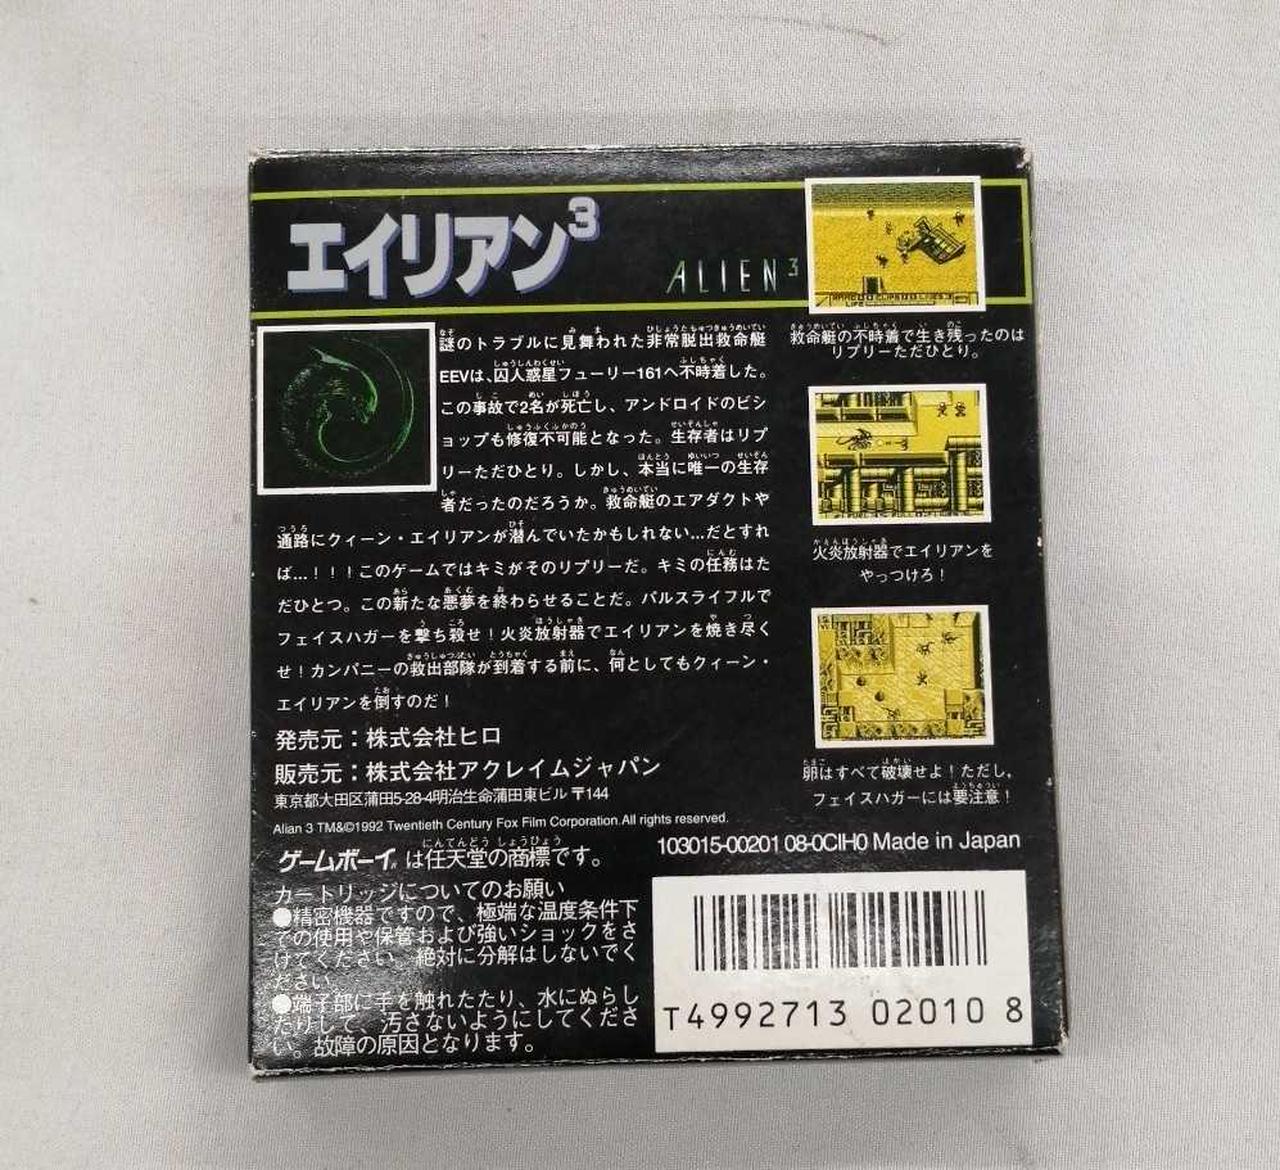 エイリアン3
ALIEN 3
謎のトラブルに見舞われた非常脱出救命艇
EEVは、囚人惑星フューリー161へ不時着した。
この事故で2名が死亡し、アンドロイドのビシ
ョップも修復不可能となった。生存者はリプ
リーただひとり。しかし、本当に唯一の生存
者だったのだろうか。救命艇のエアダクトや
通路にクィーン・エイリアンが潜んでいたかもしれない…だとすれ
ば…！！！このゲームではキミがそのリプリーだ。キミの任務はた
だひとつ。この新たな悪夢を終わらせることだ。パルスライフルで
フェイスハガーを撃ち殺せ！火炎放射器でエイリアンを焼き尽く
せ！カンパニーの救出部隊が到着する前に、何としてもクィーン・
エイリアンを倒すのだ！
救命艇の不時着で生き残ったのは
リプリーただひとり。
火炎放射器でエイリアンを
やっつけろ！
卵はすべて破壊せよ！ただし，
フェイスハガーには要注意！
発売元：株式会社ヒロ
販売元：株式会社アクレイムジャパン
東京都大田区蒲田5-28-4明治生命蒲田東ビル 〒144
Alian 3 TM&©1992 Twentieth Century Fox Film Corporation.All rights reserved.
ゲームボーイは任天堂の商標です。
103015-00201 08-0CIH0 Made in Japan
カートリッジについてのお願い
●精密機器ですので、極端な温度条件下
での使用や保管および強いショックをさ
けてください。絶対に分解はしないでく
ださい。
●端子部に手を触れたたり、水にぬらし
たりして、汚さないようにしてくださ
い。故障の原因となります。
T4992713 02010 8